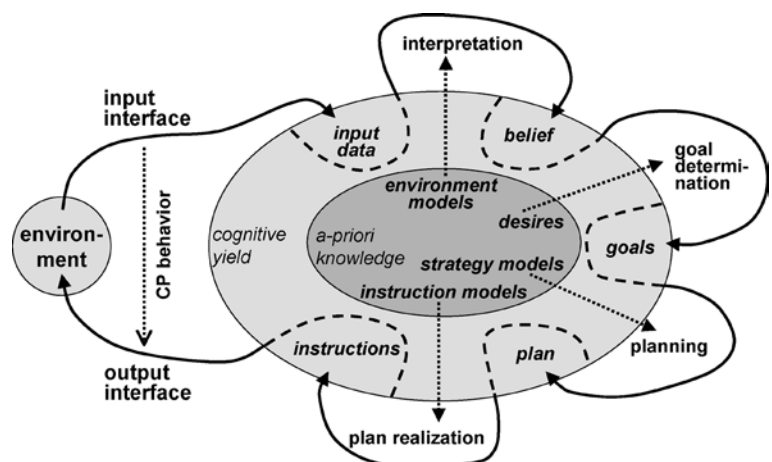 interpretation
input
interface
input
data
belief
goal
determi-
nation
environment
models
desires
environ-
ment
CP behavior
cognitive
yield
a-priori
knowledge
goals
strategy models
instruction models
instructions
plan
planning
output
interface
plan realization